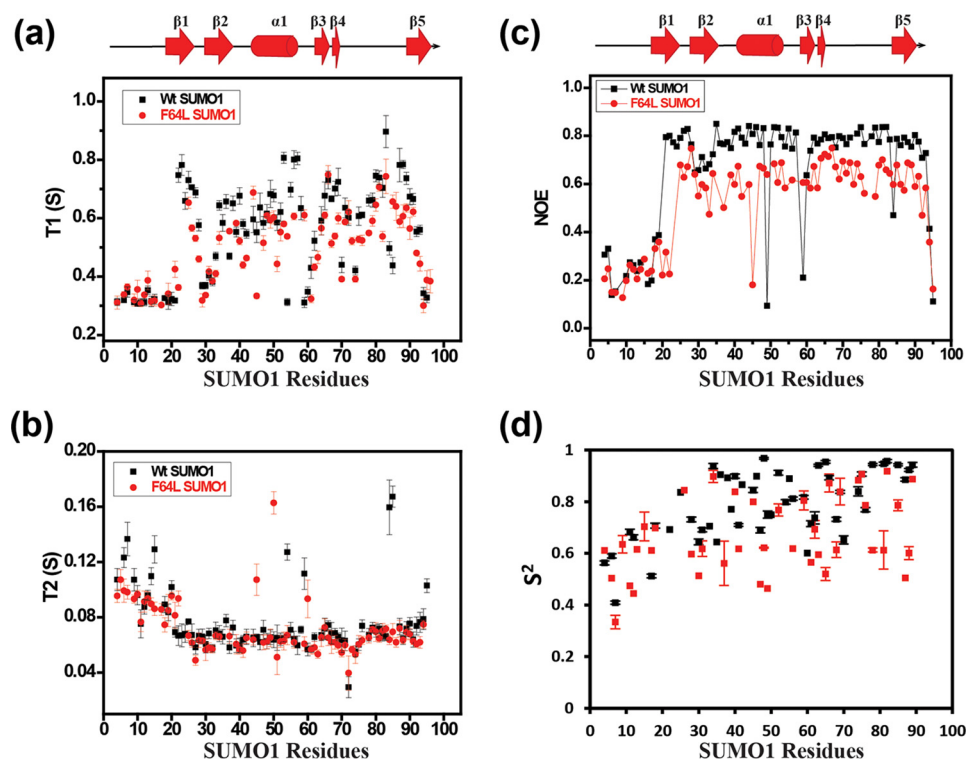 (a)
β1 β2 α1 β3 β4 β5
Wt SUMO1
F64L SUMO1
T1 (S)
1.0
0.8
0.6
0.4
0.2
0 10 20 30 40 50 60 70 80 90 100
SUMO1 Residues
(c)
β1 β2 α1 β3 β4 β5
Wt SUMO1
F64L SUMO1
NOE
1.0
0.8
0.6
0.4
0.2
0.0
0 10 20 30 40 50 60 70 80 90 100
SUMO1 Residues
(b)
Wt SUMO1
F64L SUMO1
T2 (S)
0.20
0.16
0.12
0.08
0.04
0 10 20 30 40 50 60 70 80 90 100
SUMO1 Residues
(d)
S2
1
0.8
0.6
0.4
0.2
0
0 10 20 30 40 50 60 70 80 90 100
SUMO1 Residues